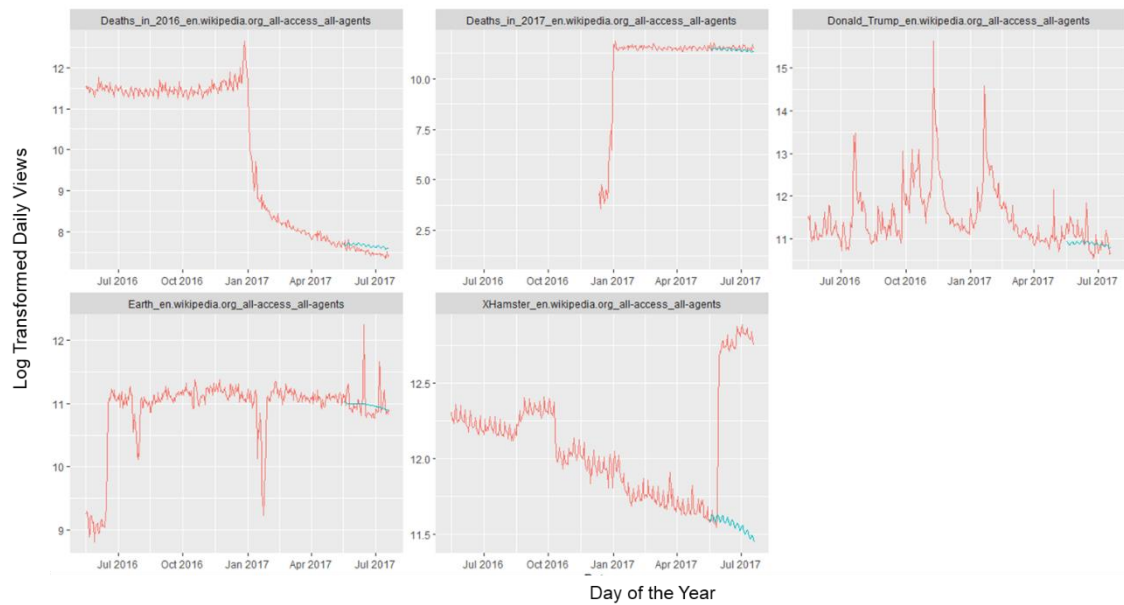 Deaths_in_2016_en.wikipedia.org_all-access_all-agents
12
11
9
8
Jul 2016 Oct 2016 Jan 2017 Apr 2017 Jul 2017
Deaths_in_2017_en.wikipedia.org_all-access_all-agents
10.0
7.5
5.0
2.5
Jul 2016 Oct 2016 Jan 2017 Apr 2017 Jul 2017
Donald_Trump_en.wikipedia.org_all-access_all-agents
15
14
13
12
11
Jul 2016 Oct 2016 Jan 2017 Apr 2017 Jul 2017
Log Transformed Daily Views
Earth_en.wikipedia.org_all-access_all-agents
12
11
10
9
Jul 2016 Oct 2016 Jan 2017 Apr 2017 Jul 2017
XHamster_en.wikipedia.org_all-access_all-agents
12.5
12.0
11.5
Jul 2016 Oct 2016 Jan 2017 Apr 2017 Jul 2017
Day of the Year